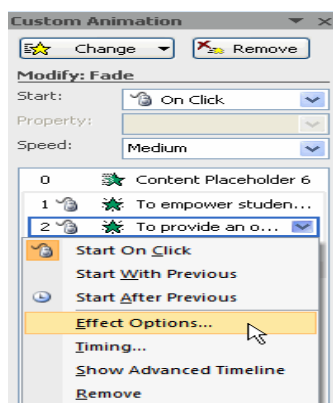 Custom Animation
Change Remove
Modify: Fade
Start: On Click
Property:
Speed: Medium
0 Content Placeholder 6
1 To empower studen...
2 To provide an o...
Start On Click
Start With Previous
Start After Previous
Effect Options...
Timing...
Show Advanced Timeline
Remove